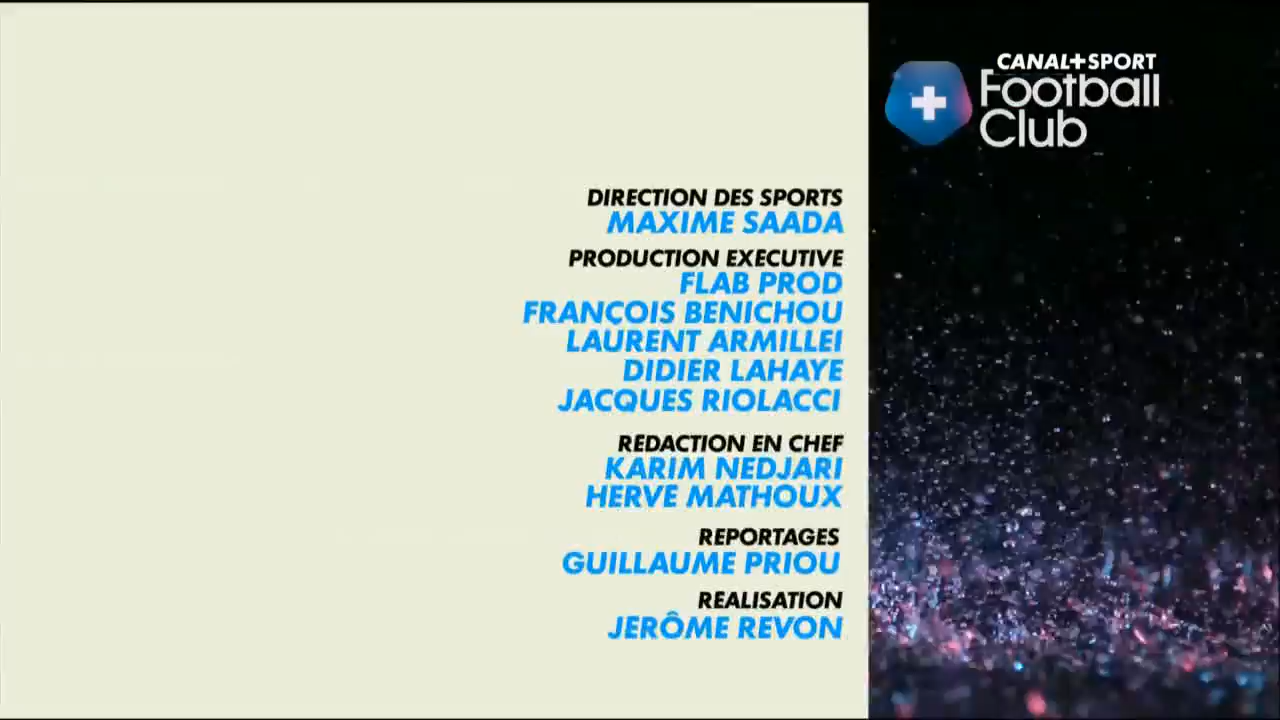 CANAL+SPORT
Football
Club
DIRECTION DES SPORTS
MAXIME SAADA
PRODUCTION EXECUTIVE
FLAB PROD
FRANÇOIS BENICHOU
LAURENT ARMILLEI
DIDIER LAHAYE
JACQUES RIOLACCI
REDACTION EN CHEF
KARIM NEDJARI
HERVE MATHOUX
REPORTAGES
GUILLAUME PRIOU
REALISATION
JERÔME REVON